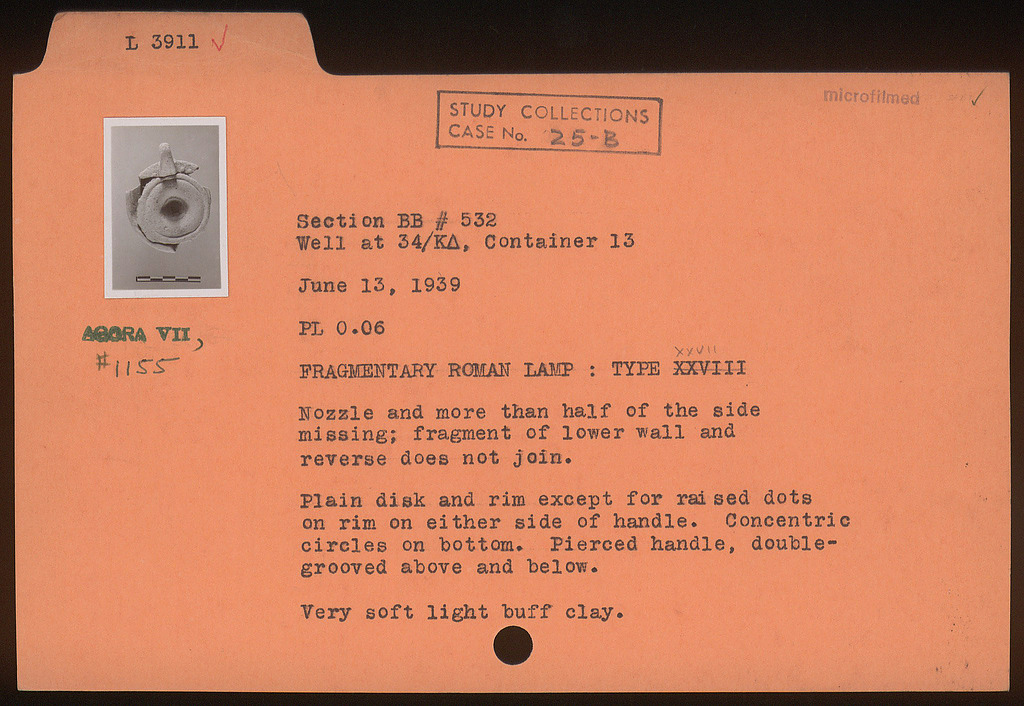 L 3911 ✓
microfilmed ✓
STUDY COLLECTIONS
CASE No. 25-B
Section BB # 532
Well at 34/ΚΔ, Container 13
June 13, 1939
PL 0.06
AGORA VII,
#1155
XXVII
FRAGMENTARY ROMAN LAMP : TYPE XXVIII
Nozzle and more than half of the side
missing; fragment of lower wall and
reverse does not join.
Plain disk and rim except for raised dots
on rim on either side of handle. Concentric
circles on bottom. Pierced handle, double-
grooved above and below.
Very soft light buff clay.